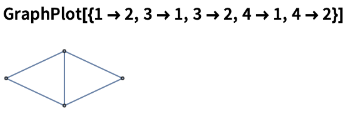 GraphPlot[{1 → 2, 3 → 1, 3 → 2, 4 → 1, 4 → 2}]